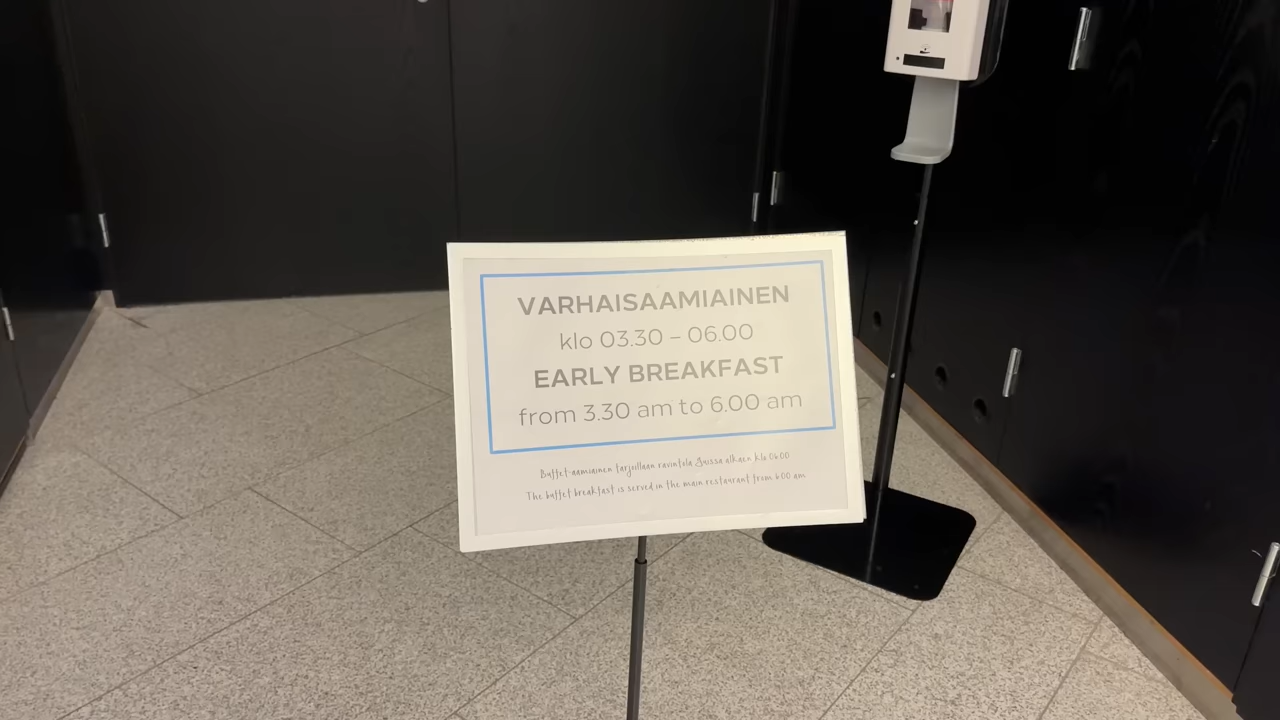 VARHAISAAMIAINEN
klo 03.30 – 06.00
EARLY BREAKFAST
from 3.30 am to 6.00 am
Buffet-aamiainen tarjoillaan ravintola alkaen klo 06.00
The buffet breakfast is served in the main restaurant from 6.00 am